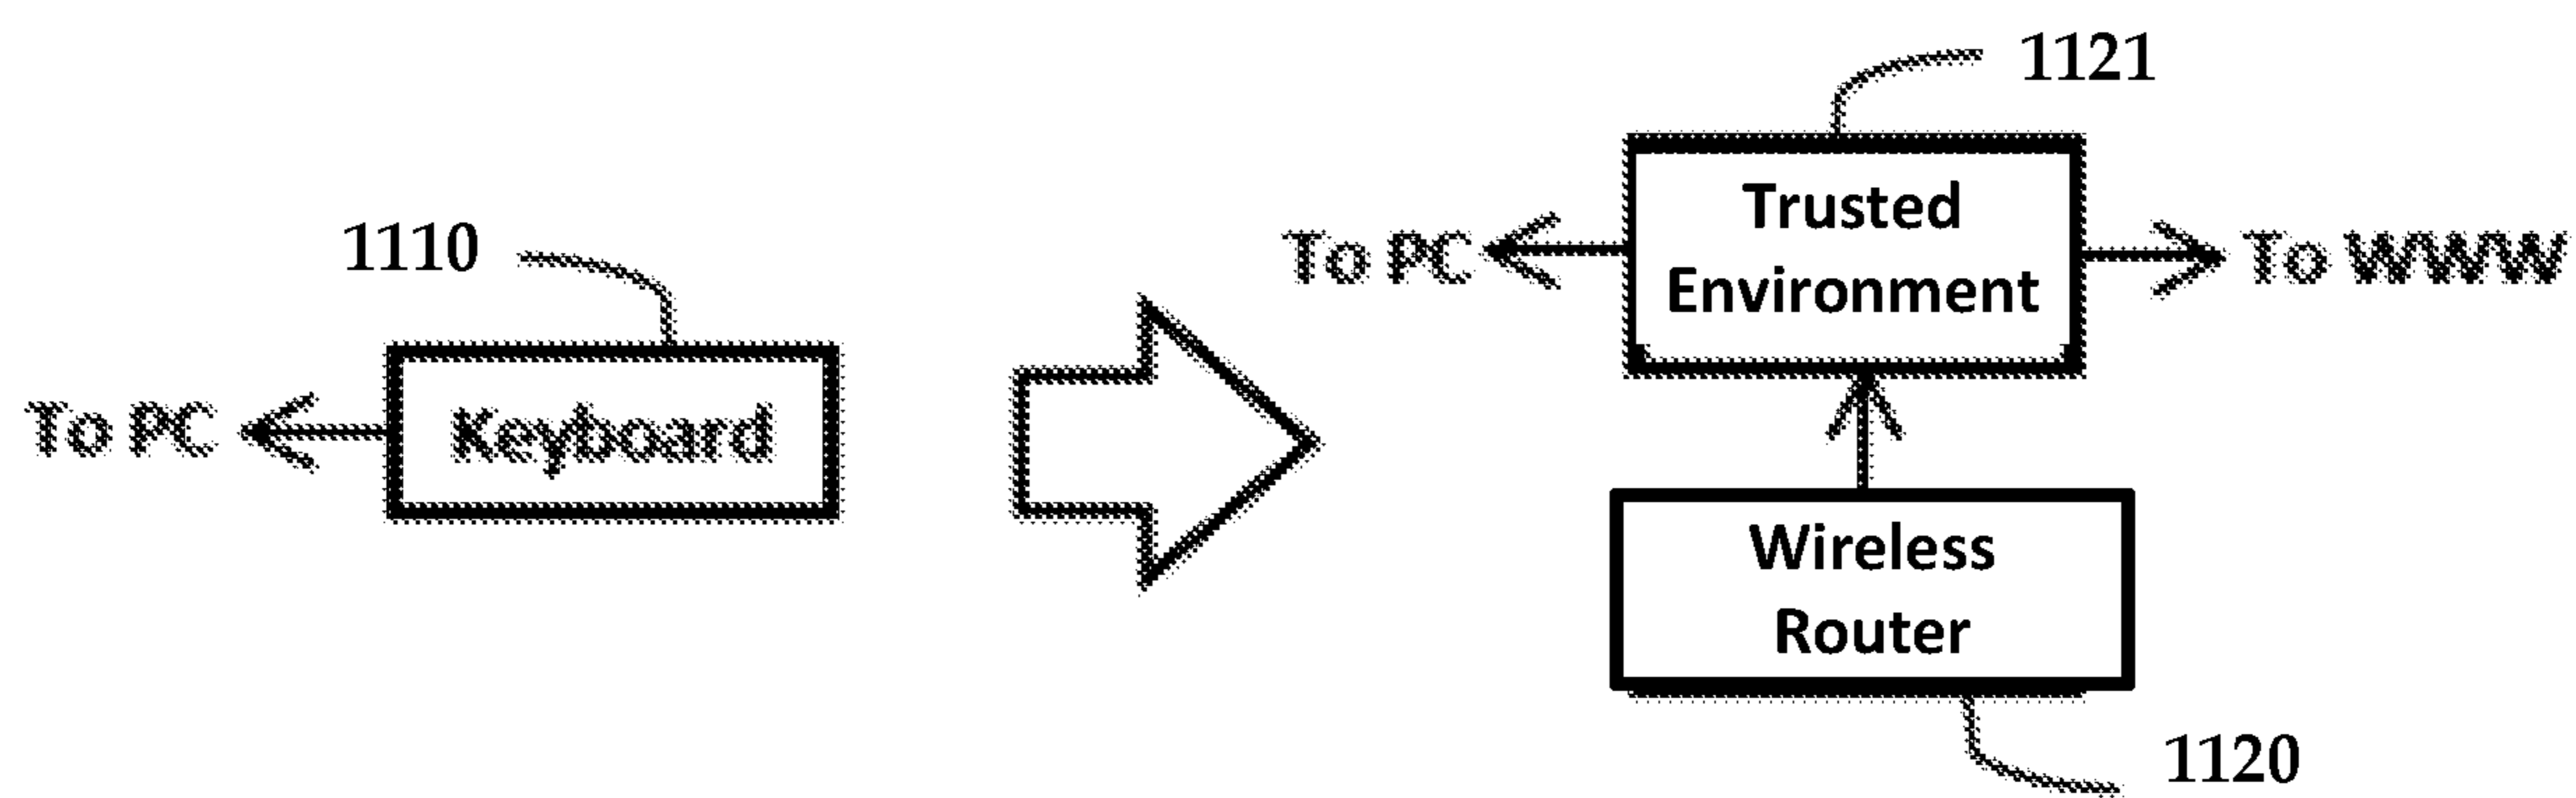 1121
Trusted
Environment
To PC
To WWW
1110
Keyboard
To PC
Wireless
Router
1120